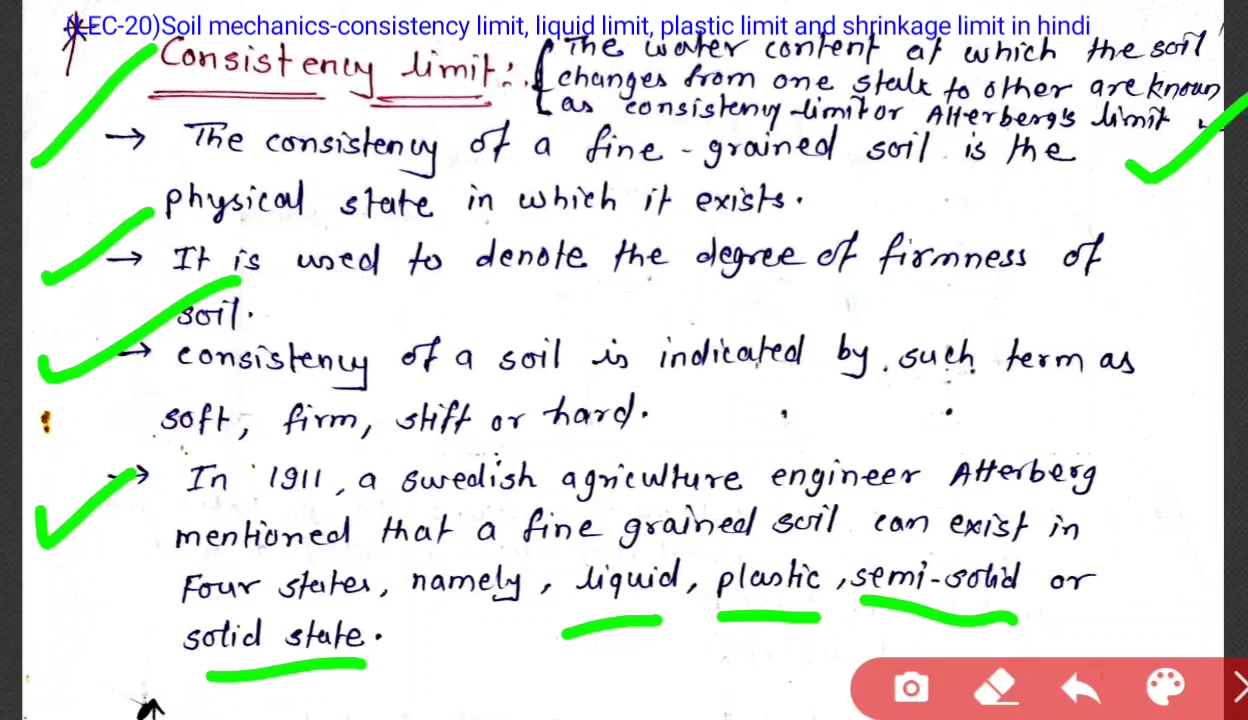 (LEC-20)Soil mechanics-consistency limit, liquid limit, plastic limit and shrinkage limit in hindi
Consistency limit:.
The water content at which the soil
changes from one state to other are known
as consistency limit or Atterberg's limit
→ The consistency of a fine-grained soil is the
physical state in which it exists.
→ It is used to denote the degree of firmness of
soil.
→ consistency of a soil is indicated by such term as
soft, firm, stiff or hard.
→ In 1911, a swedish agriculture engineer Atterberg
mentioned that a fine grained soil can exist in
Four states, namely, liquid, plastic, semi-solid or
solid state.